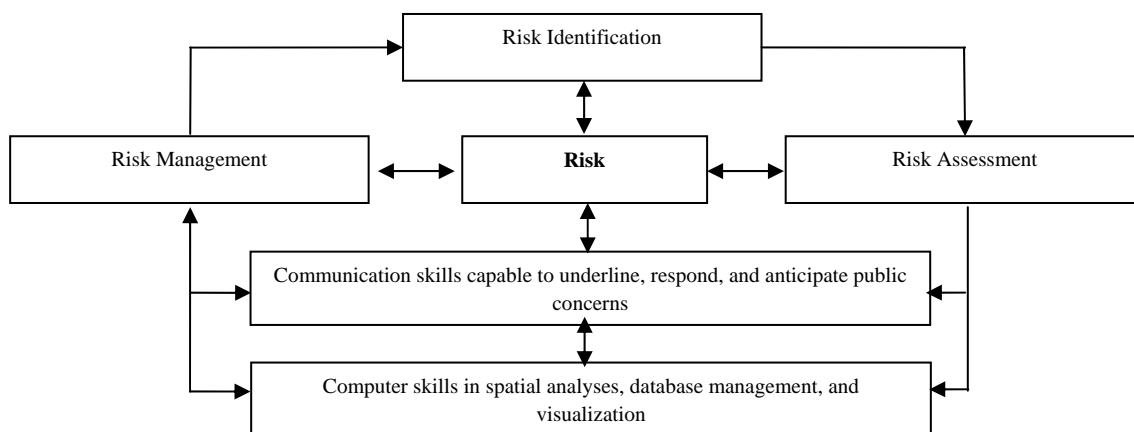 Risk Identification
Risk Management
Risk
Risk Assessment
Communication skills capable to underline, respond, and anticipate public
concerns
Computer skills in spatial analyses, database management, and
visualization